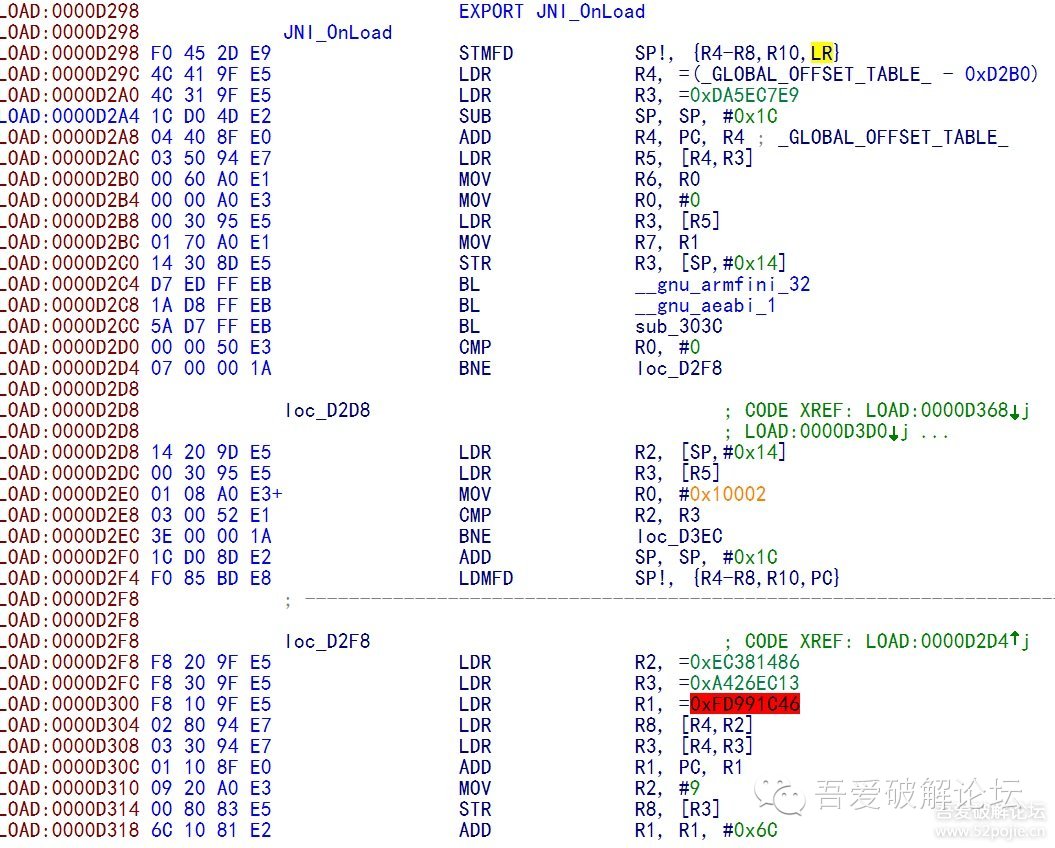 LOAD:0000D298 EXPORT JNI_OnLoad
LOAD:0000D298 JNI_OnLoad
LOAD:0000D298 F0 45 2D E9 STMFD SP!, {R4-R8,R10,LR}
LOAD:0000D29C 4C 41 9F E5 LDR R4, =(_GLOBAL_OFFSET_TABLE_ - 0xD2B0)
LOAD:0000D2A0 4C 31 9F E5 LDR R3, =0xDA5EC7E9
LOAD:0000D2A4 1C D0 4D E2 SUB SP, SP, #0x1C
LOAD:0000D2A8 04 40 8F E0 ADD R4, PC, R4 ; _GLOBAL_OFFSET_TABLE_
LOAD:0000D2AC 03 50 94 E7 LDR R5, [R4,R3]
LOAD:0000D2B0 00 60 A0 E1 MOV R6, R0
LOAD:0000D2B4 00 00 A0 E3 MOV R0, #0
LOAD:0000D2B8 00 30 95 E5 LDR R3, [R5]
LOAD:0000D2BC 01 70 A0 E1 MOV R7, R1
LOAD:0000D2C0 14 30 8D E5 STR R3, [SP,#0x14]
LOAD:0000D2C4 D7 ED FF EB BL __gnu_armfini_32
LOAD:0000D2C8 1A D8 FF EB BL __gnu_aeabi_1
LOAD:0000D2CC 5A D7 FF EB BL sub_303C
LOAD:0000D2D0 00 00 50 E3 CMP R0, #0
LOAD:0000D2D4 07 00 00 1A BNE loc_D2F8
LOAD:0000D2D8
LOAD:0000D2D8 loc_D2D8 ; CODE XREF: LOAD:0000D368↓j
LOAD:0000D2D8 ; LOAD:0000D3D0↓j ...
LOAD:0000D2D8 14 20 9D E5 LDR R2, [SP,#0x14]
LOAD:0000D2DC 00 30 95 E5 LDR R3, [R5]
LOAD:0000D2E0 01 08 A0 E3+ MOV R0, #0x10002
LOAD:0000D2E8 03 00 52 E1 CMP R2, R3
LOAD:0000D2EC 3E 00 00 1A BNE loc_D3EC
LOAD:0000D2F0 1C D0 8D E2 ADD SP, SP, #0x1C
LOAD:0000D2F4 F0 85 BD E8 LDMFD SP!, {R4-R8,R10,PC}
LOAD:0000D2F8 ; ---------------------------------------------------------------------------
LOAD:0000D2F8
LOAD:0000D2F8 loc_D2F8 ; CODE XREF: LOAD:0000D2D4↑j
LOAD:0000D2F8 F8 20 9F E5 LDR R2, =0xEC381486
LOAD:0000D2FC F8 30 9F E5 LDR R3, =0xA426EC13
LOAD:0000D300 F8 10 9F E5 LDR R1, =0xFD991C46
LOAD:0000D304 02 80 94 E7 LDR R8, [R4,R2]
LOAD:0000D308 03 30 94 E7 LDR R3, [R4,R3]
LOAD:0000D30C 01 10 8F E0 ADD R1, PC, R1
LOAD:0000D310 09 20 A0 E3 MOV R2, #9
LOAD:0000D314 00 80 83 E5 STR R8, [R3]
LOAD:0000D318 6C 10 81 E2 ADD R1, R1, #0x6C
吾爱破解论坛
吾爱破解论坛
www.52pojie.cn